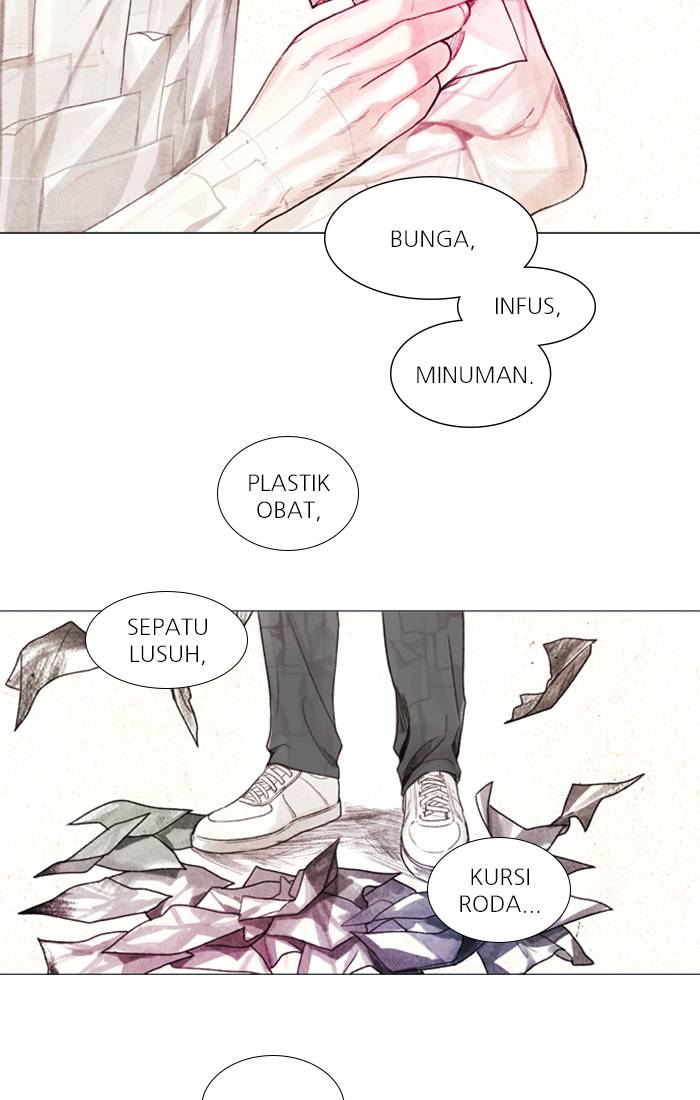 BUNGA,
INFUS,
MINUMAN.
PLASTIK
OBAT,
SEPATU
LUSUH,
KURSI
RODA...